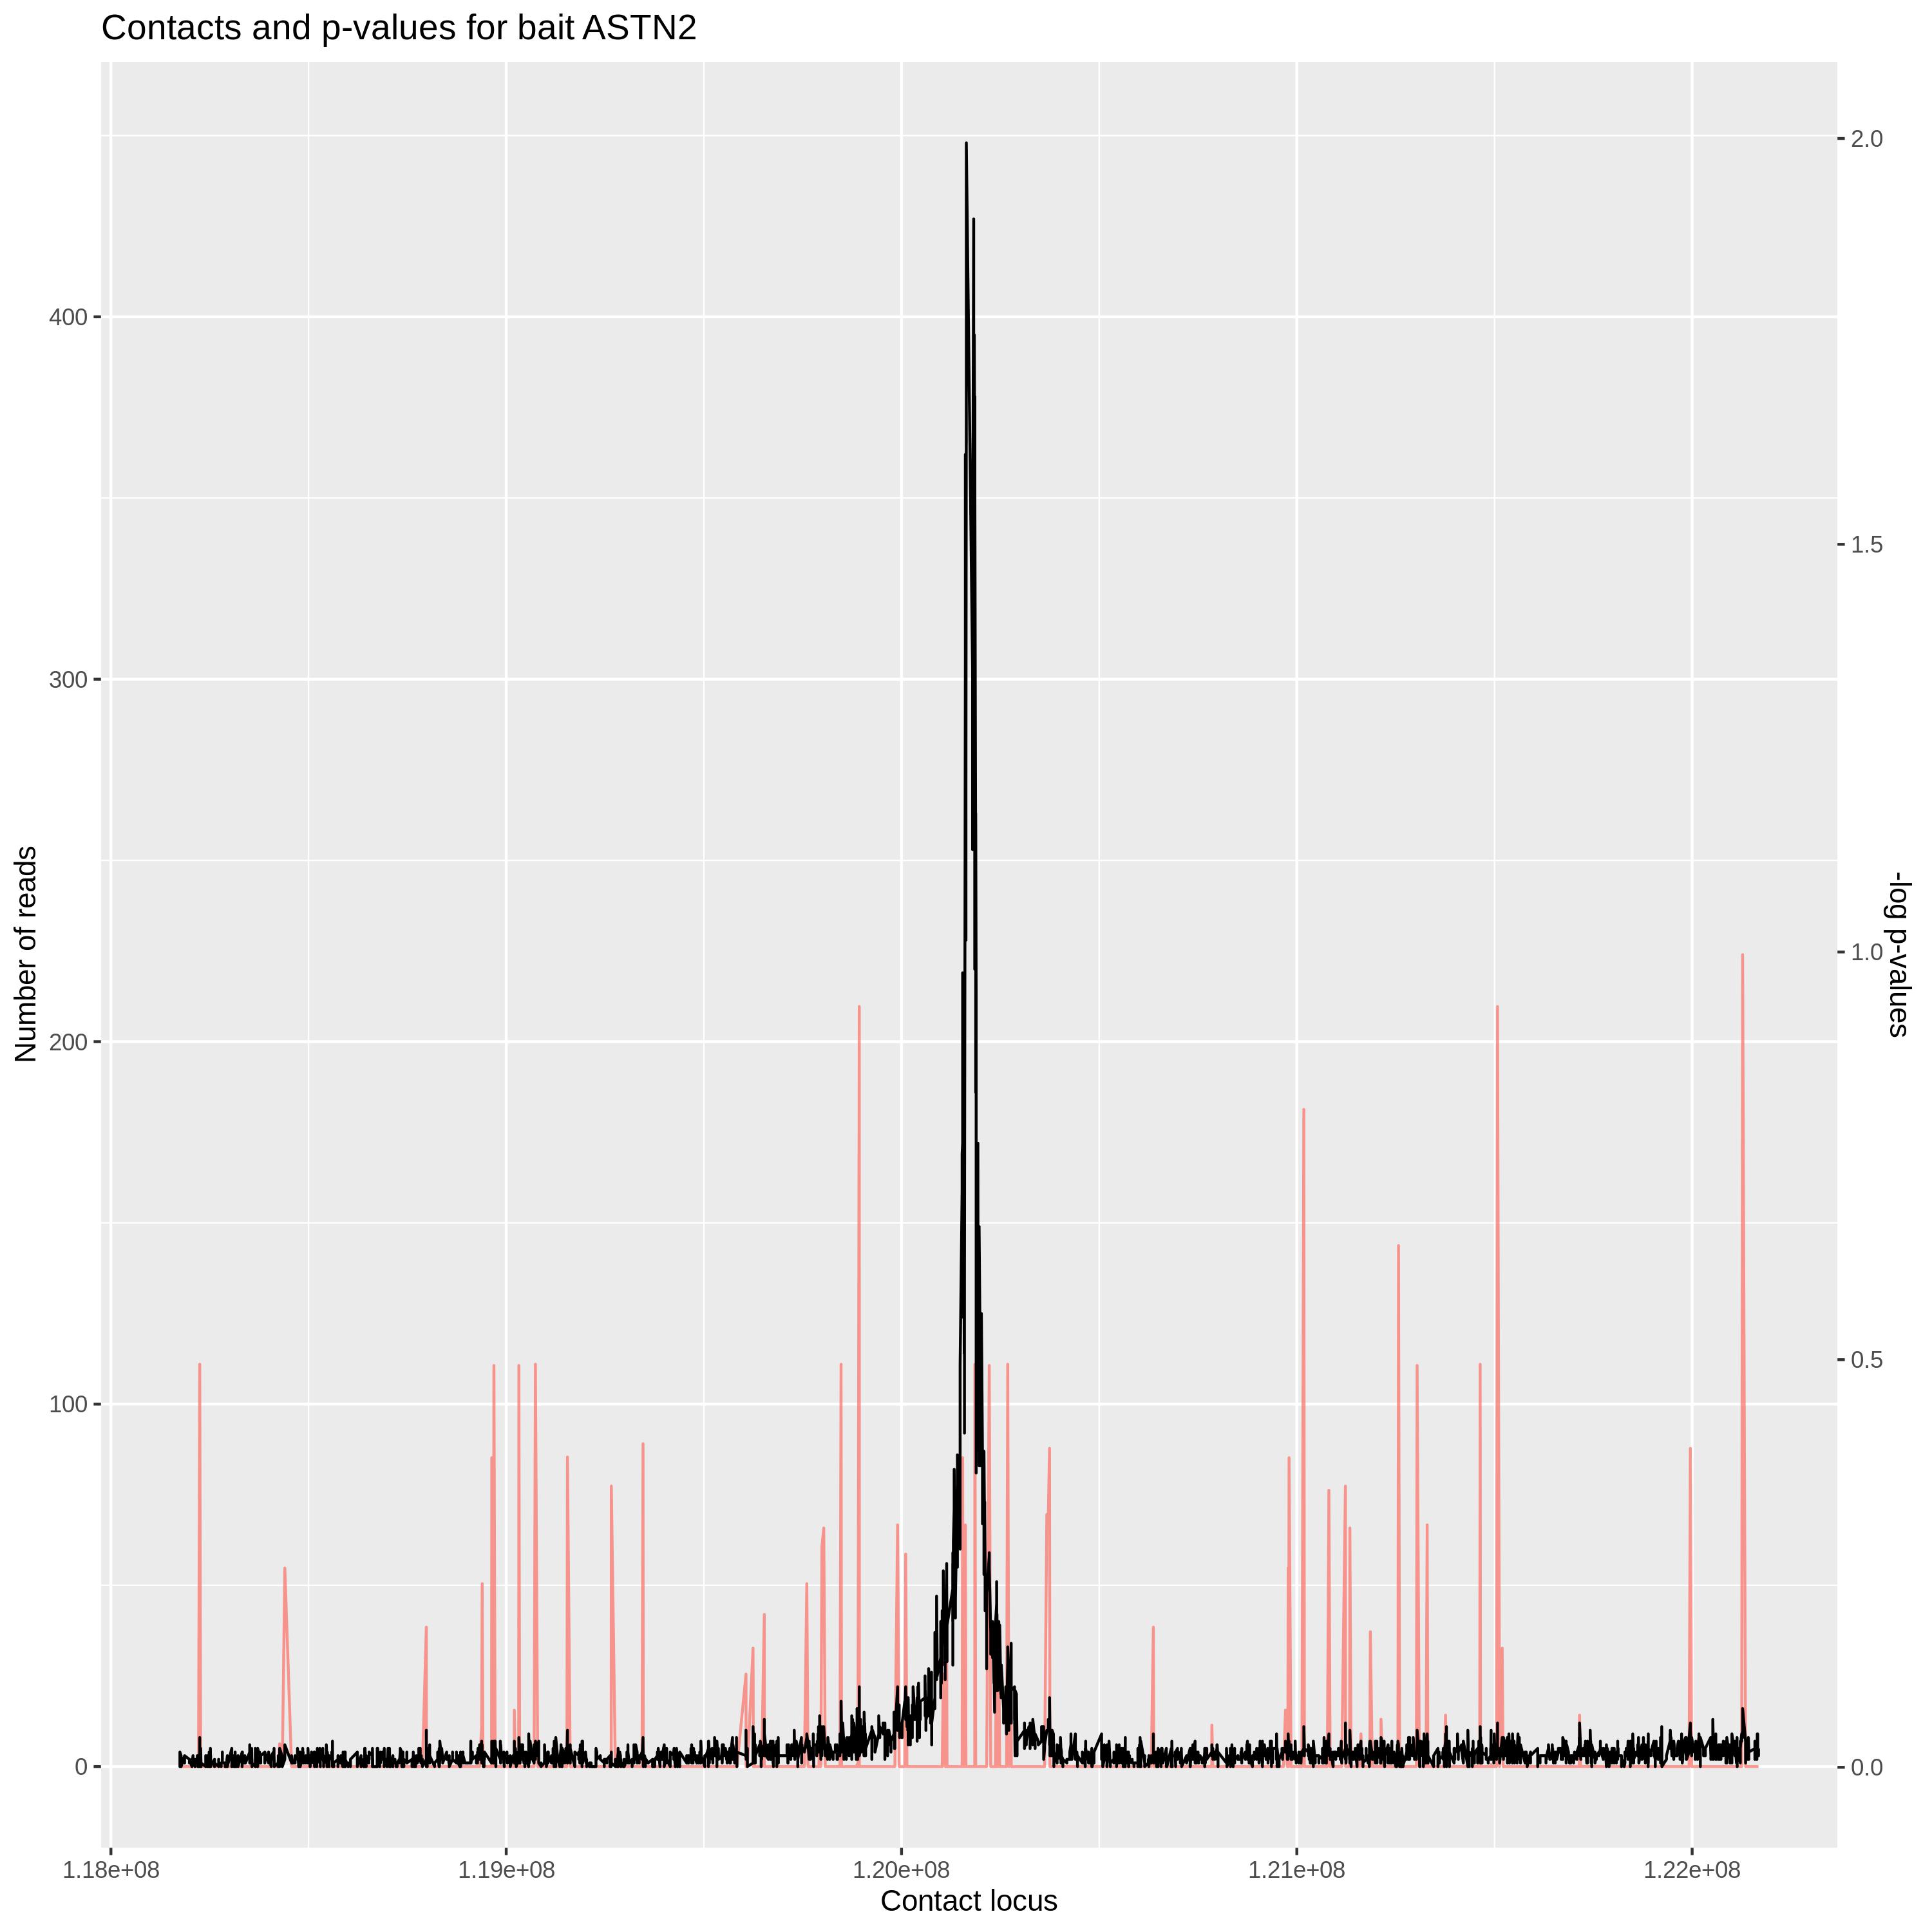 Contacts and p-values for bait ASTN2
Number of reads
400
300
200
100
0
2.0
1.5
1.0
0.5
0.0
-log p-values
1.18e+08
1.19e+08
1.20e+08
1.21e+08
1.22e+08
Contact locus